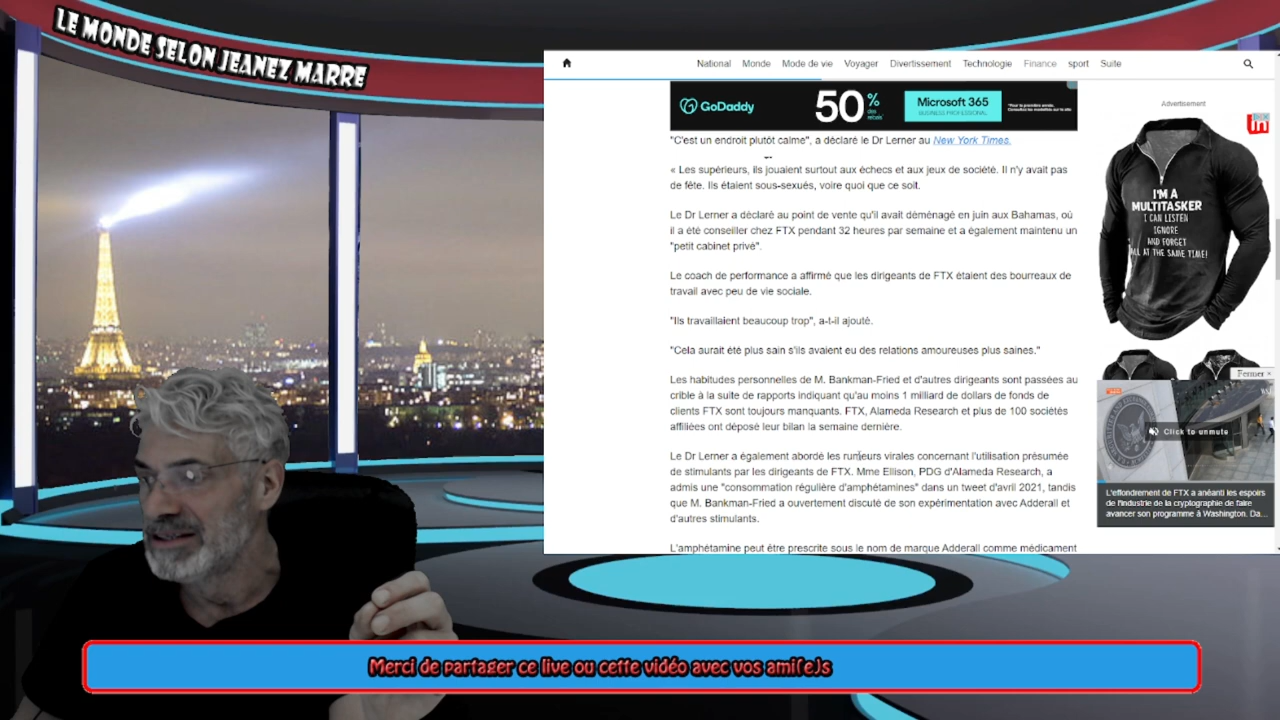 LE MONDE SELON JEANEZ MARRE
National Monde Mode de vie Voyager Divertissement Technologie Finance sport Suite
GoDaddy 50% des rabais* Microsoft 365 BUSINESS PROFESSIONAL
"C'est un endroit plutôt calme", a déclaré le Dr Lerner au New York Times.
« Les supérieurs, ils jouaient surtout aux échecs et aux jeux de société. Il n'y avait pas
de fête. Ils étaient sous-sexués, voire quoi que ce soit.
Le Dr Lerner a déclaré au point de vente qu'il avait déménagé en juin aux Bahamas, où
il a été conseiller chez FTX pendant 32 heures par semaine et a également maintenu un
"petit cabinet privé".
Le coach de performance a affirmé que les dirigeants de FTX étaient des bourreaux de
travail avec peu de vie sociale.
"Ils travaillaient beaucoup trop", a-t-il ajouté.
"Cela aurait été plus sain s'ils avaient eu des relations amoureuses plus saines."
Les habitudes personnelles de M. Bankman-Fried et d'autres dirigeants sont passées au
crible à la suite de rapports indiquant qu'au moins 1 milliard de dollars de fonds de
clients FTX sont toujours manquants. FTX, Alameda Research et plus de 100 sociétés
affiliées ont déposé leur bilan la semaine dernière.
Le Dr Lerner a également abordé les rumeurs virales concernant l'utilisation présumée
de stimulants par les dirigeants de FTX. Mme Ellison, PDG d'Alameda Research, a
admis une "consommation régulière d'amphétamines" dans un tweet d'avril 2021, tandis
que M. Bankman-Fried a ouvertement discuté de son expérimentation avec Adderall et
d'autres stimulants.
L'amphétamine peut être prescrite sous le nom de marque Adderall comme médicament
Advertisement
I'M A
MULTITASKER
I CAN LISTEN
IGNORE
AND FORGET
ALL AT THE SAME TIME!
Fermer ×
Click to unmute
L'effondrement de FTX a anéanti les espoirs
de l'industrie de la cryptographie de faire
avancer son programme à Washington. Da...
Merci de partager ce live ou cette vidéo avec vos ami(e)s